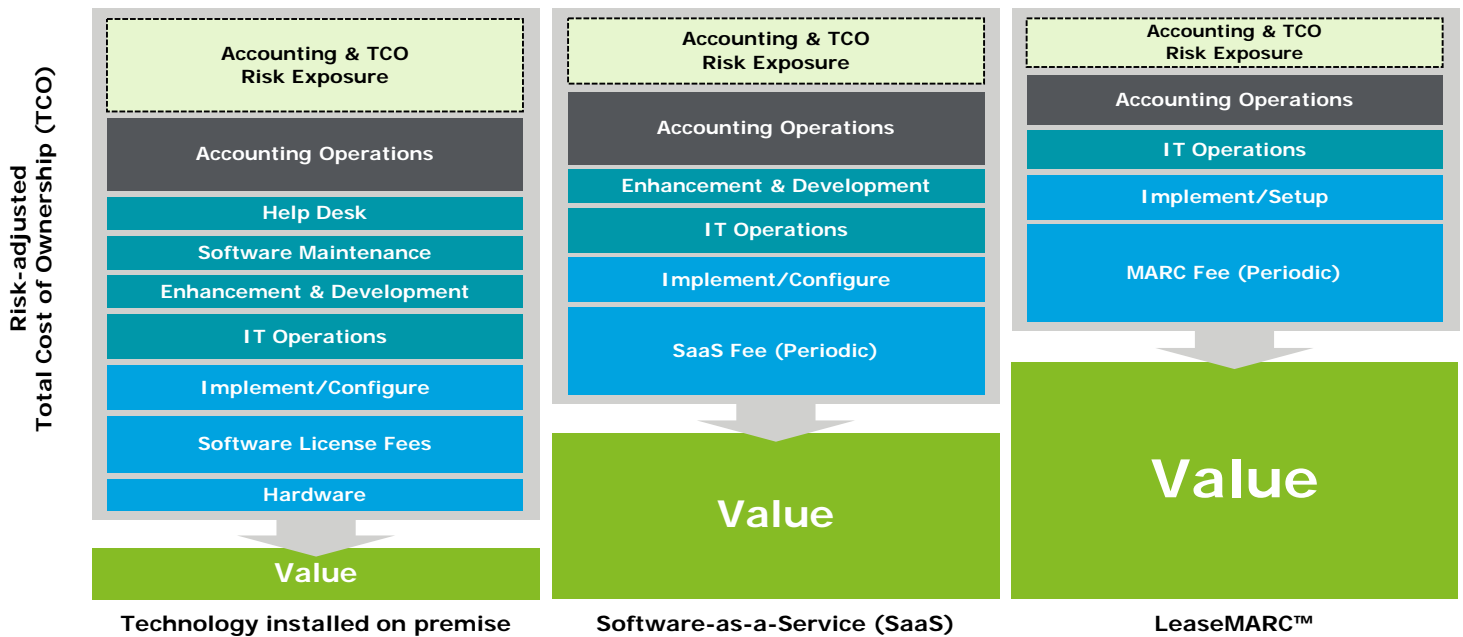 Risk-adjusted
Total Cost of Ownership (TCO)
Accounting & TCO
Risk Exposure
Accounting Operations
Help Desk
Software Maintenance
Enhancement & Development
IT Operations
Implement/Configure
Software License Fees
Hardware
Value
Technology installed on premise
Accounting & TCO
Risk Exposure
Accounting Operations
Enhancement & Development
IT Operations
Implement/Configure
SaaS Fee (Periodic)
Value
Software-as-a-Service (SaaS)
Accounting & TCO
Risk Exposure
Accounting Operations
IT Operations
Implement/Setup
MARC Fee (Periodic)
Value
LeaseMARC™